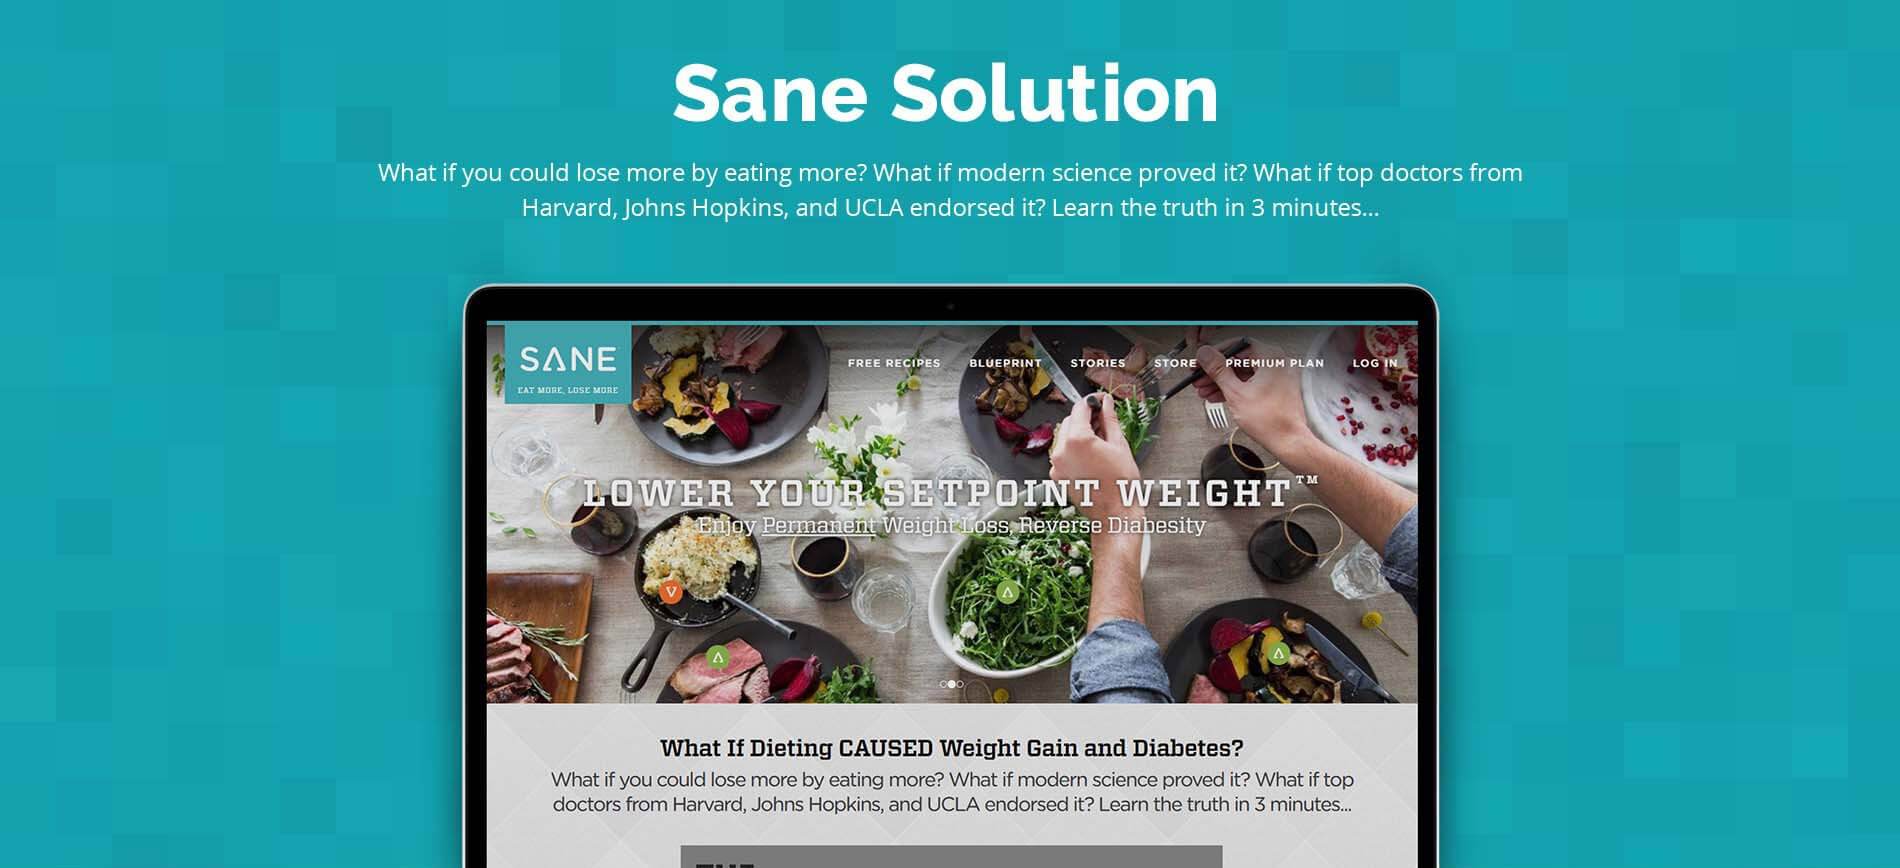 Sane Solution
What if you could lose more by eating more? What if modern science proved it? What if top doctors from
Harvard, Johns Hopkins, and UCLA endorsed it? Learn the truth in 3 minutes...
SANE
EAT MORE, LOSE MORE
FREE RECIPES BLUEPRINT STORIES STORE PREMIUM PLAN LOG IN
LOWER YOUR SETPOINT WEIGHT™
Enjoy Permanent Weight Loss, Reverse Diabesity
What If Dieting CAUSED Weight Gain and Diabetes?
What if you could lose more by eating more? What if modern science proved it? What if top
doctors from Harvard, Johns Hopkins, and UCLA endorsed it? Learn the truth in 3 minutes...